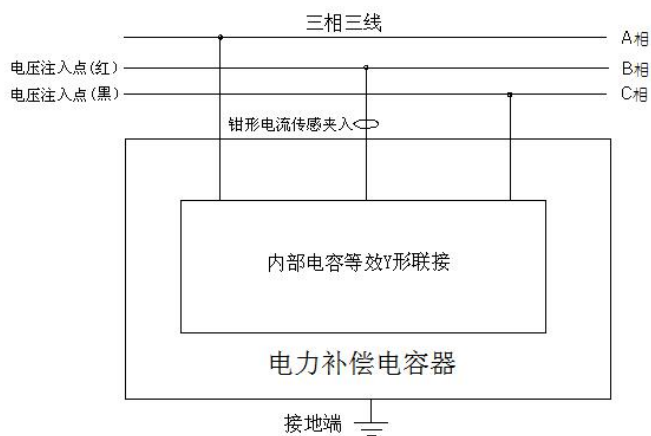 三相三线
A相
电压注入点(红)
B相
电压注入点(黑)
C相
钳形电流传感夹入
内部电容等效Y形联接
电力补偿电容器
接地端